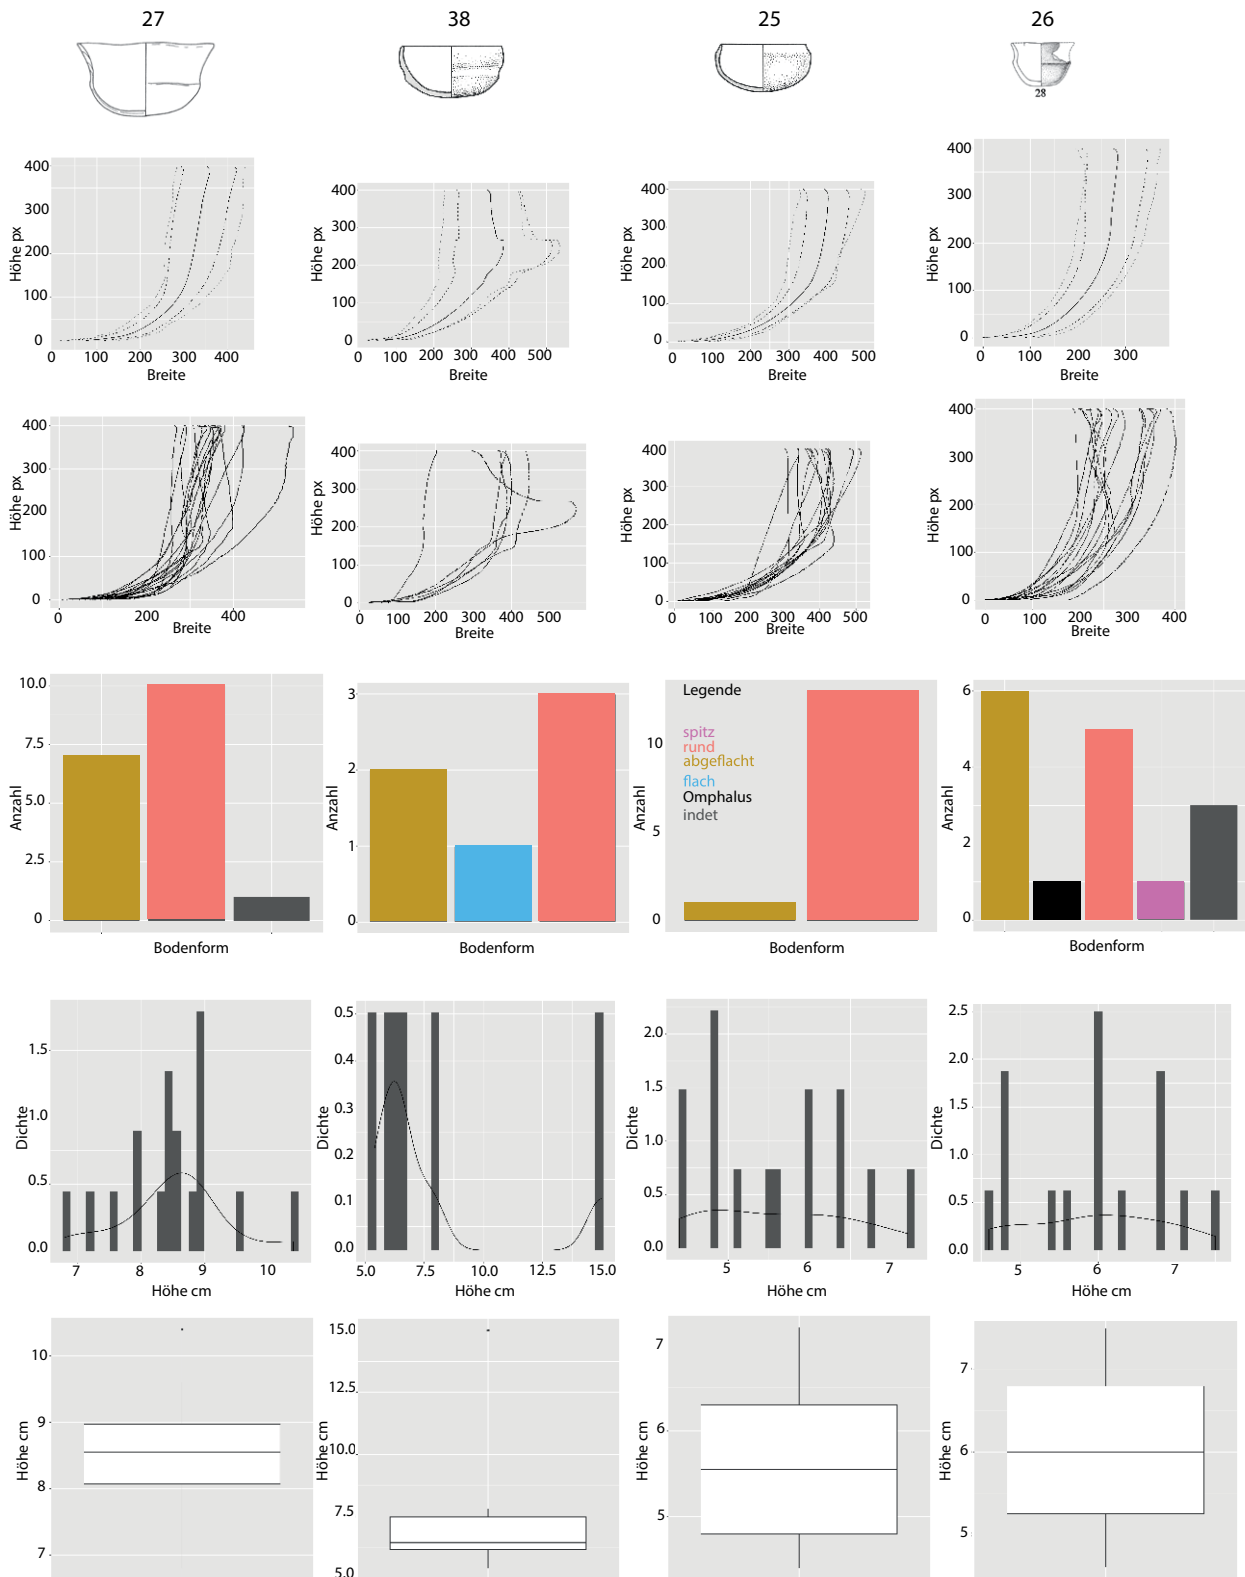 27 38 25 26
28
400 300 200 100 0
Höhe px
0 100 200 300 400
Breite
400 300 200 100 0
Höhe px
0 100 200 300 400 500
Breite
400 300 200 100 0
Höhe px
0 100 200 300 400 500
Breite
400 300 200 100 0
Höhe px
0 100 200 300
Breite
400 300 200 100 0
Höhe px
0 200 400
Breite
400 300 200 100 0
Höhe px
0 100 200 300 400 500
Breite
400 300 200 100 0
Höhe px
0 100 200 300 400 500
Breite
400 300 200 100 0
Höhe px
0 100 200 300 400
Breite
10.0 7.5 5.0 2.5 0
Anzahl
Bodenform
3 2 1 0
Anzahl
Bodenform
10 5 0
Anzahl
Legende
spitz
rund
abgeflacht
flach
Omphalus
indet
Bodenform
6 4 2 0
Anzahl
Bodenform
1.5 1.0 0.5 0.0
Dichte
7 8 9 10
Höhe cm
0.5 0.4 0.3 0.2 0.1 0.0
Dichte
5.0 7.5 10.0 12.5 15.0
Höhe cm
2.0 1.5 1.0 0.5 0.0
Dichte
5 6 7
Höhe cm
2.5 2.0 1.5 1.0 0.5 0.0
Dichte
5 6 7
Höhe cm
10 9 8 7
Höhe cm
15.0 12.5 10.0 7.5 5.0
Höhe cm
7 6 5
Höhe cm
7 6 5
Höhe cm